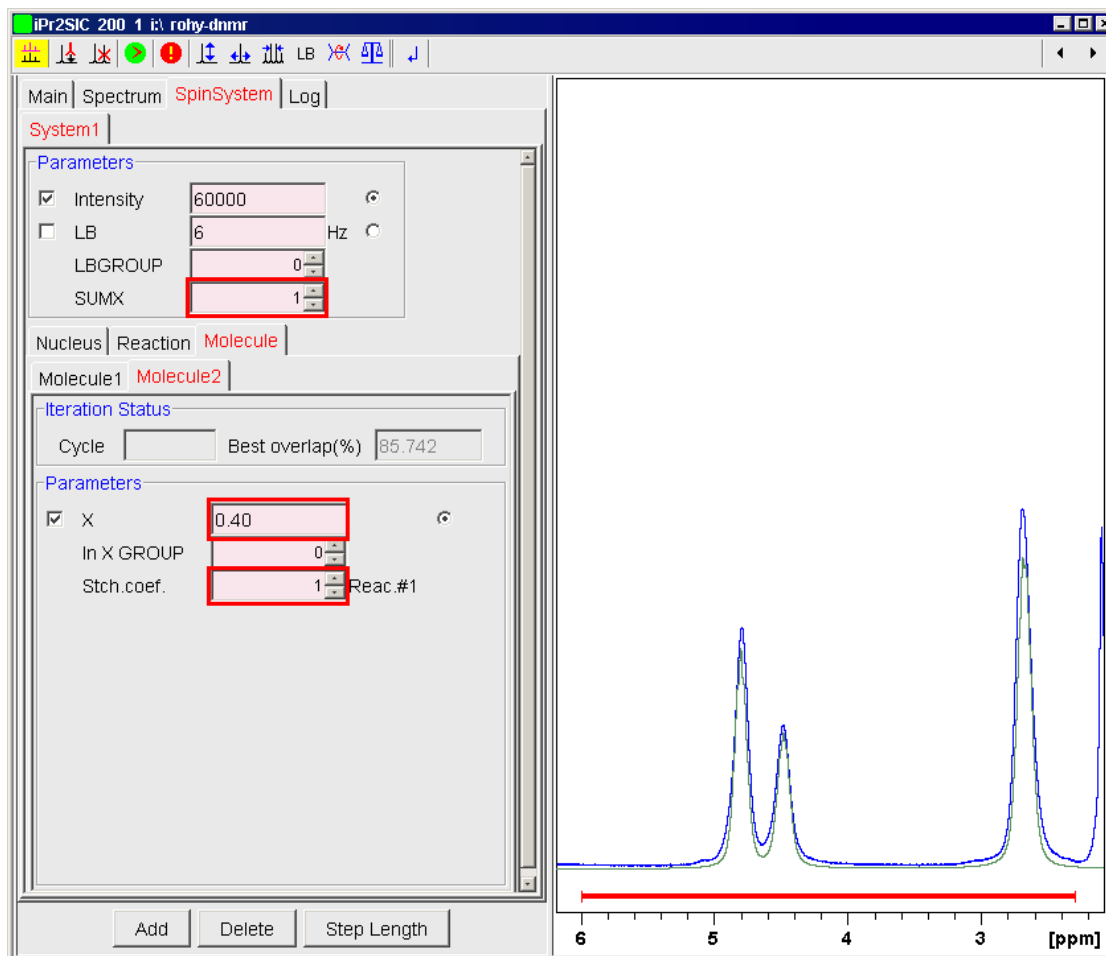 iPr2SIC 200 1 i:\ rohy-dnmr
LB
Main Spectrum SpinSystem Log
System1
Parameters
Intensity 60000
LB 6 Hz
LBGROUP 0
SUMX 1
Nucleus Reaction Molecule
Molecule1 Molecule2
Iteration Status
Cycle Best overlap(%) 85.742
Parameters
X 0.40
In X GROUP 0
Stch.coef. 1 Reac.#1
Add Delete Step Length
6 5 4 3 [ppm]